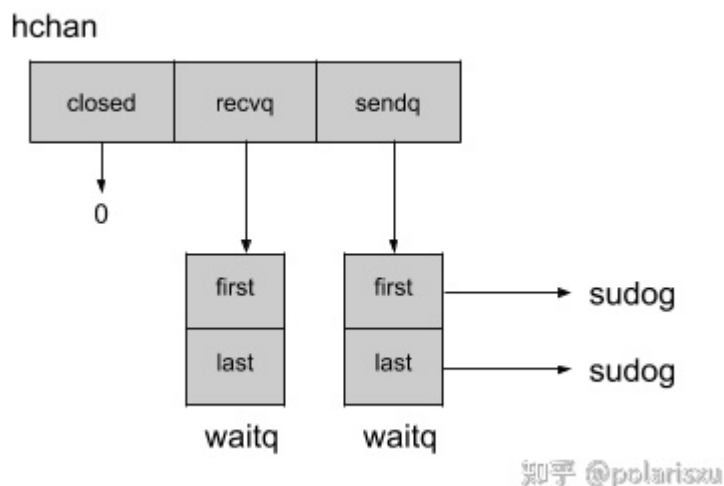 hchan
closed recvq sendq
0
first first sudog
last last sudog
waitq waitq
知乎 @polarisxu